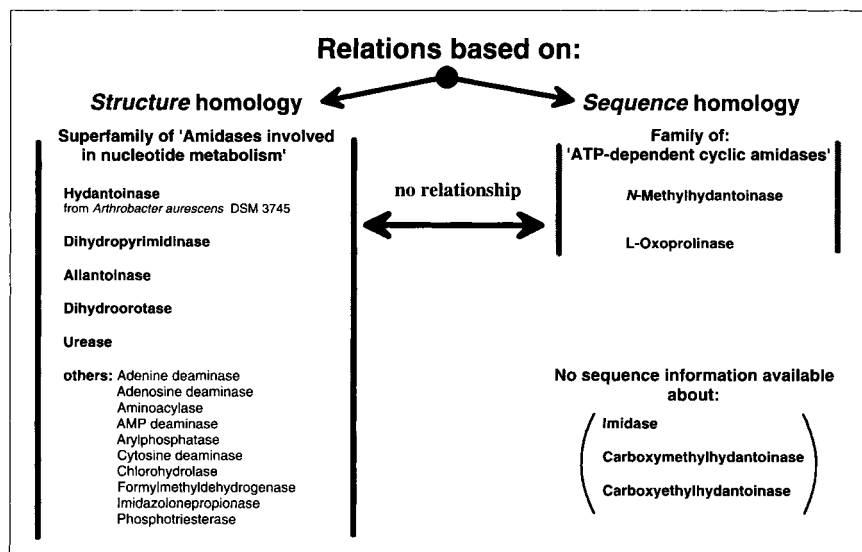 Relations based on:
Structure homology
Superfamily of 'Amidases involved
in nucleotide metabolism'
Hydantoinase
from Arthrobacter aurescens DSM 3745
Dihydropyrimidinase
Allantoinase
Dihydroorotase
Urease
others: Adenine deaminase
Adenosine deaminase
Aminoacylase
AMP deaminase
Arylphosphatase
Cytosine deaminase
Chlorohydrolase
Formylmethyldehydrogenase
Imidazolonepropionase
Phosphotriesterase
no relationship
Sequence homology
Family of:
'ATP-dependent cyclic amidases'
N-Methylhydantoinase
L-Oxoprolinase
No sequence information available
about:
Imidase
Carboxymethylhydantoinase
Carboxyethylhydantoinase